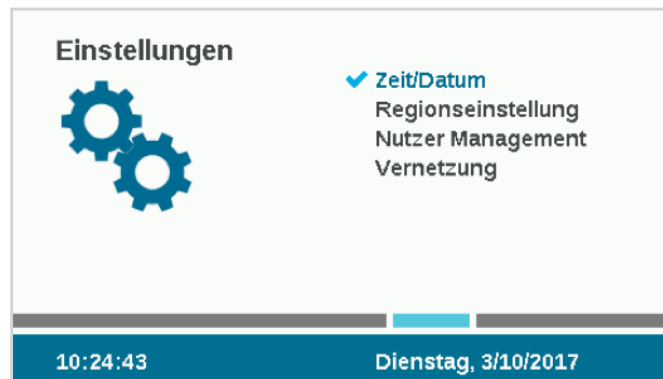 Einstellungen
Zeit/Datum
Regionseinstellung
Nutzer Management
Vernetzung
10:24:43 Dienstag, 3/10/2017